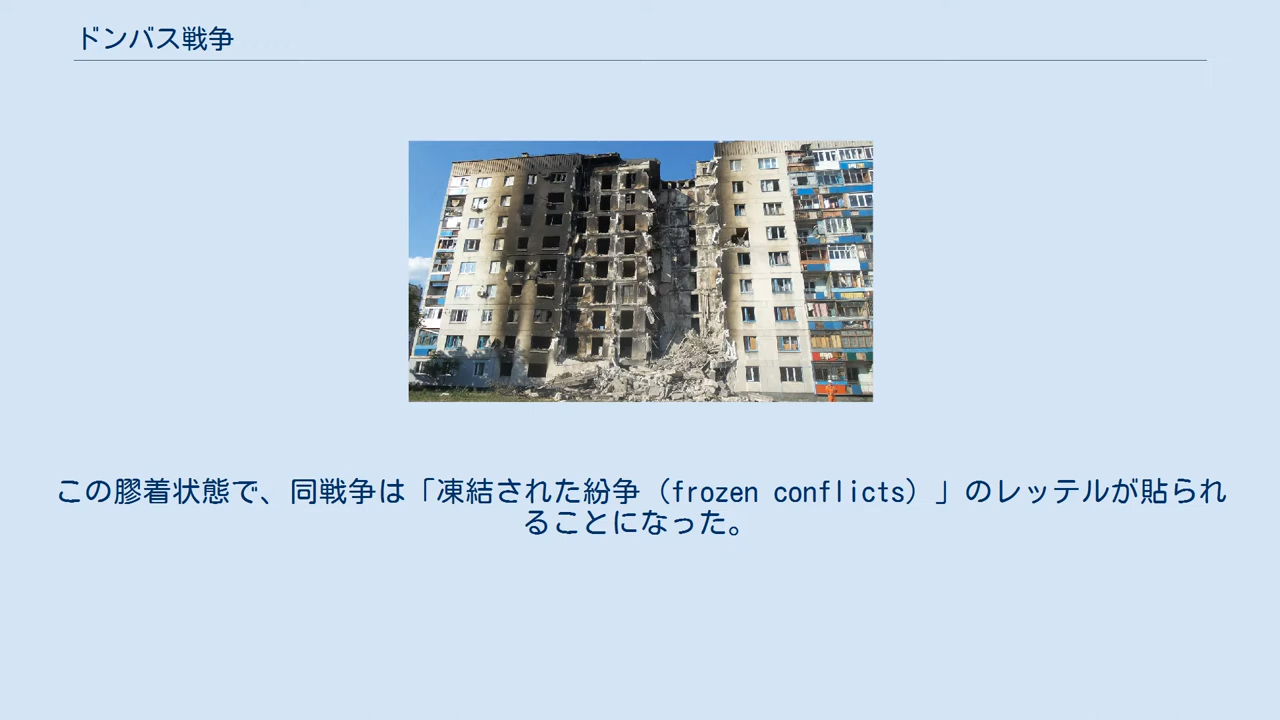 ドンバス戦争
この膠着状態で、同戦争は「凍結された紛争（frozen conflicts）」のレッテルが貼られ
ることになった。